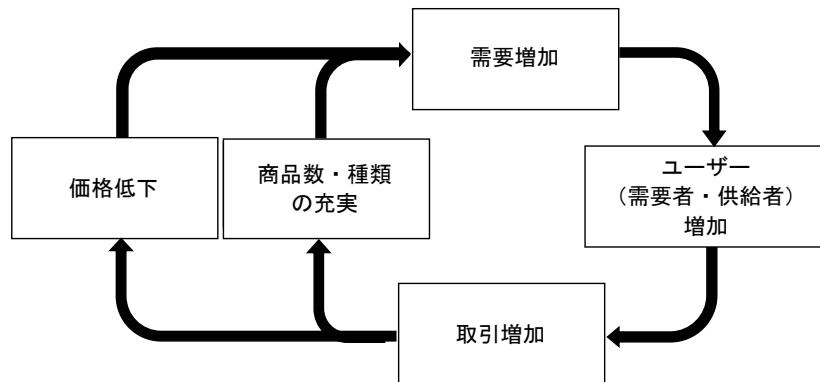 需要増加
価格低下
商品数・種類
の充実
ユーザー
（需要者・供給者）
増加
取引増加